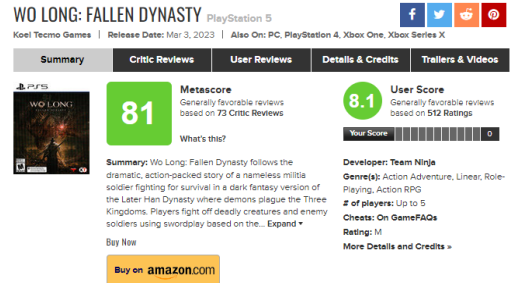 WO LONG: FALLEN DYNASTY PlayStation 5
Koei Tecmo Games | Release Date: Mar 3, 2023 | Also On: PC, PlayStation 4, Xbox One, Xbox Series X
Summary
Critic Reviews
User Reviews
Details & Credits
Trailers & Videos
PS5
WO LONG
81
Metascore
Generally favorable reviews
based on 73 Critic Reviews
What's this?
8.1
User Score
Generally favorable reviews
based on 512 Ratings
Your Score 0
Summary: Wo Long: Fallen Dynasty follows the
dramatic, action-packed story of a nameless militia
soldier fighting for survival in a dark fantasy version of
the Later Han Dynasty where demons plague the Three
Kingdoms. Players fight off deadly creatures and enemy
soldiers using swordplay based on the... Expand
Buy Now
Buy on amazon.com
Developer: Team Ninja
Genre(s): Action Adventure, Linear, Role-
Playing, Action RPG
# of players: Up to 5
Cheats: On GameFAQs
Rating: M
More Details and Credits »